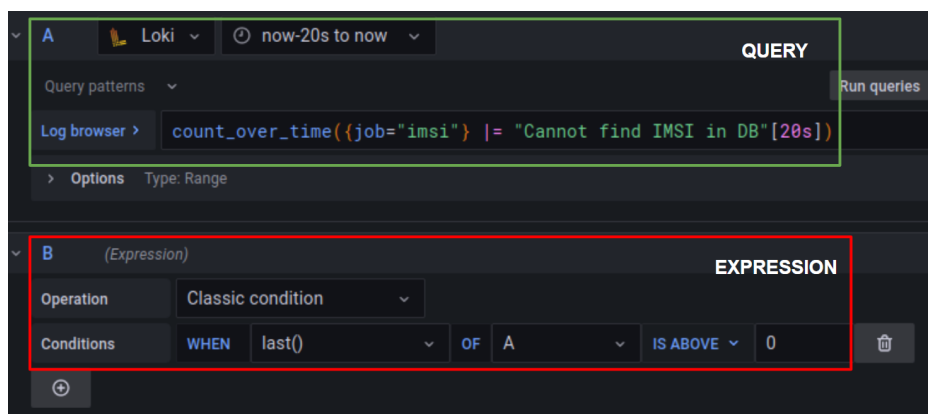 A Loki now-20s to now
QUERY
Query patterns
Run queries
Log browser > count_over_time({job="imsi"} |= "Cannot find IMSI in DB"[20s])
> Options Type: Range
B (Expression)
EXPRESSION
Operation Classic condition
Conditions WHEN last() OF A IS ABOVE 0